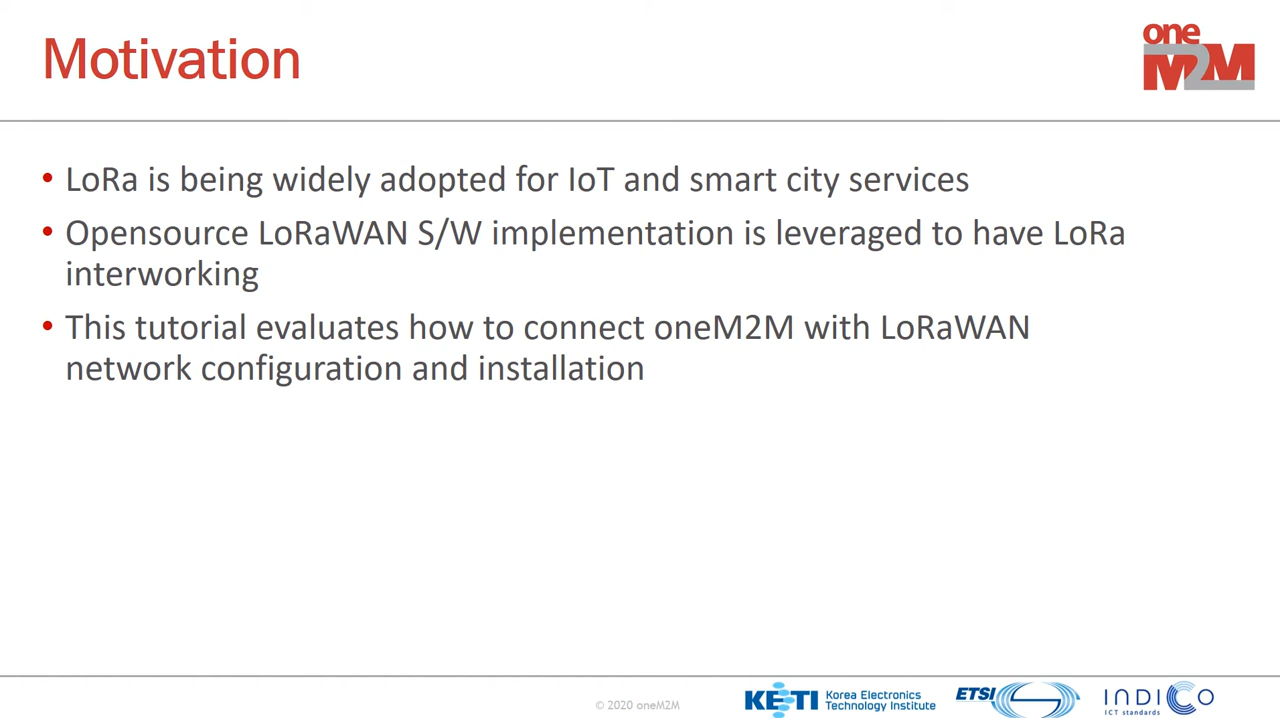 Motivation
one
M2M
• LoRa is being widely adopted for IoT and smart city services
• Opensource LoRaWAN S/W implementation is leveraged to have LoRa
interworking
• This tutorial evaluates how to connect oneM2M with LoRaWAN
network configuration and installation
© 2020 oneM2M
KETI Korea Electronics
Technology Institute
ETSI
INDICO
ICT standards